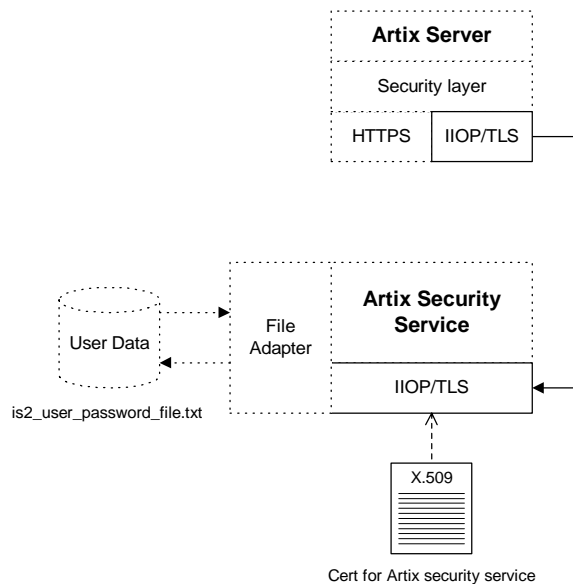 Artix Server
Security layer
HTTPS
IIOP/TLS
User Data
is2_user_password_file.txt
File
Adapter
Artix Security
Service
IIOP/TLS
X.509
Cert for Artix security service